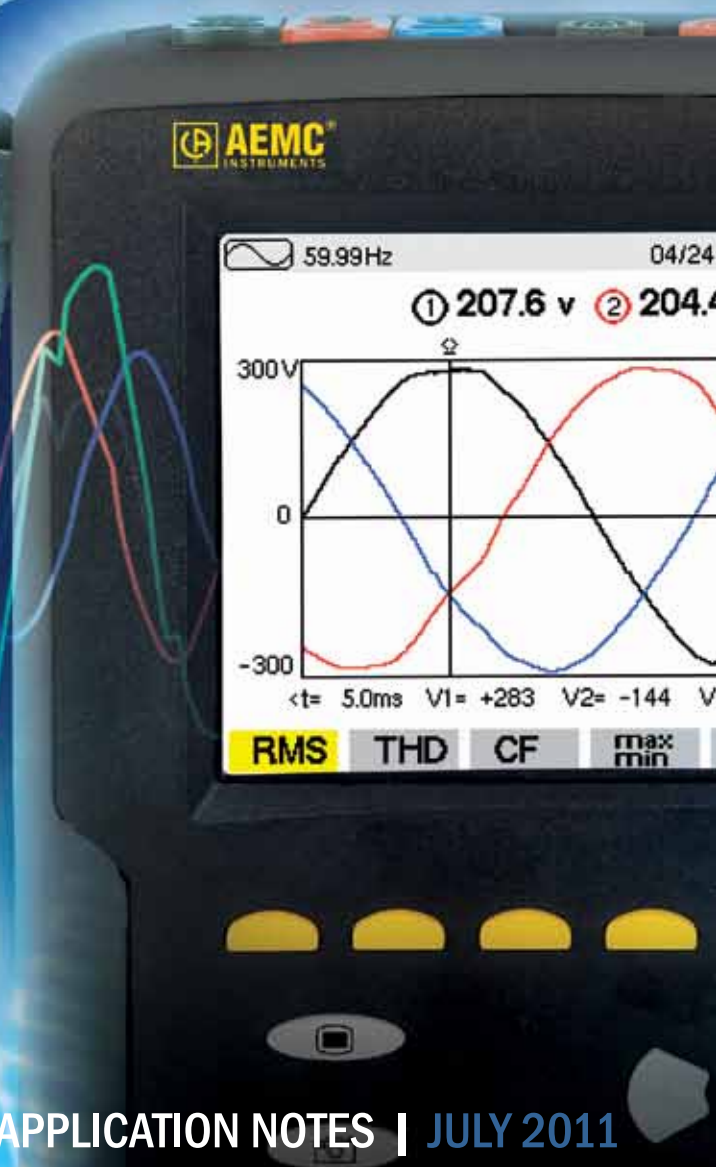 AEMC®
INSTRUMENTS
59.99Hz 04/24
1 207.6 v 2 204.4
300V
0
-300
<t= 5.0ms V1= +283 V2= -144 V
RMS THD CF max
min
APPLICATION NOTES | JULY 2011